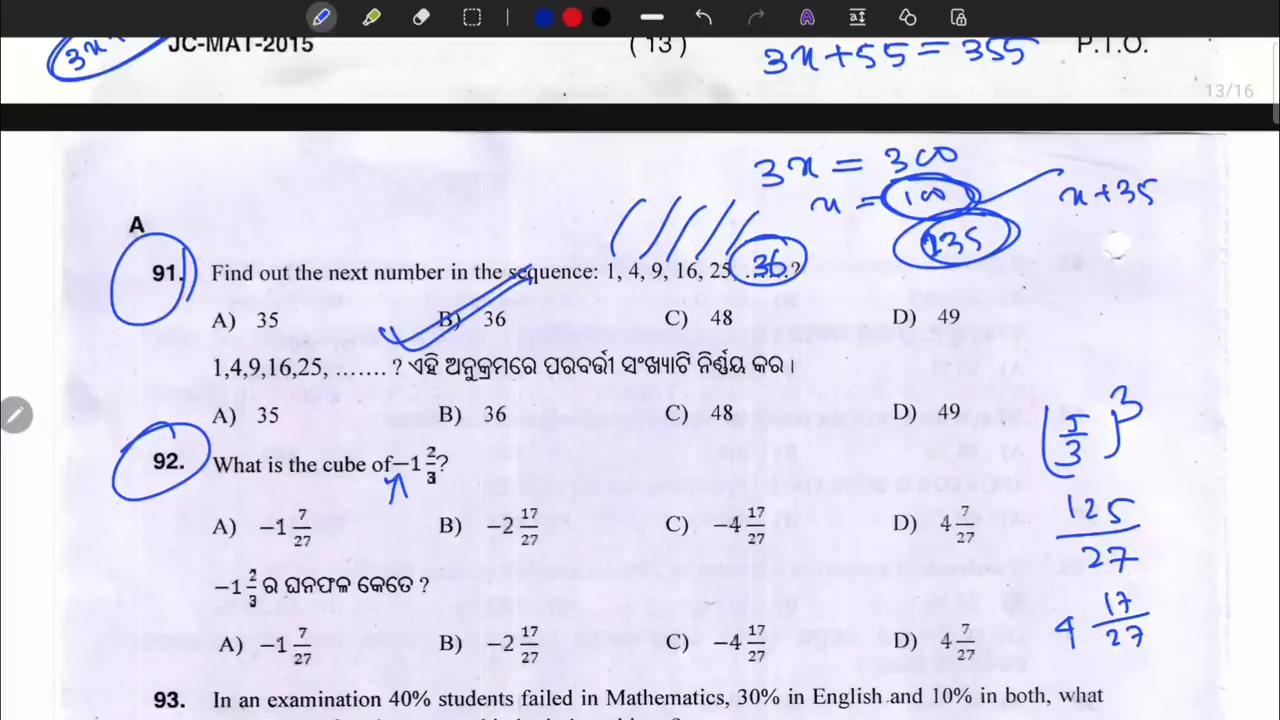 3x+
JC-MAT-2015 (13) 3x+55=355 P.T.O.
13/16
3x = 300
x = 100 x+35
135
A
91. Find out the next number in the sequence: 1, 4, 9, 16, 25, 36 ?
A) 35 B) 36 C) 48 D) 49
1,4,9,16,25, ........ ? ଏହି ଅନୁକ୍ରମରେ ପରବର୍ତ୍ତୀ ସଂଖ୍ୟାଟି ନିର୍ଣ୍ଣୟ କର ।
A) 35 B) 36 C) 48 D) 49
(5/3)^3
92. What is the cube of −1 2/3?
A) −1 7/27 B) −2 17/27 C) −4 17/27 D) 4 7/27
125/27
−1 2/3 ର ଘନଫଳ କେତେ ?
4 17/27
A) −1 7/27 B) −2 17/27 C) −4 17/27 D) 4 7/27
93. In an examination 40% students failed in Mathematics, 30% in English and 10% in both, what